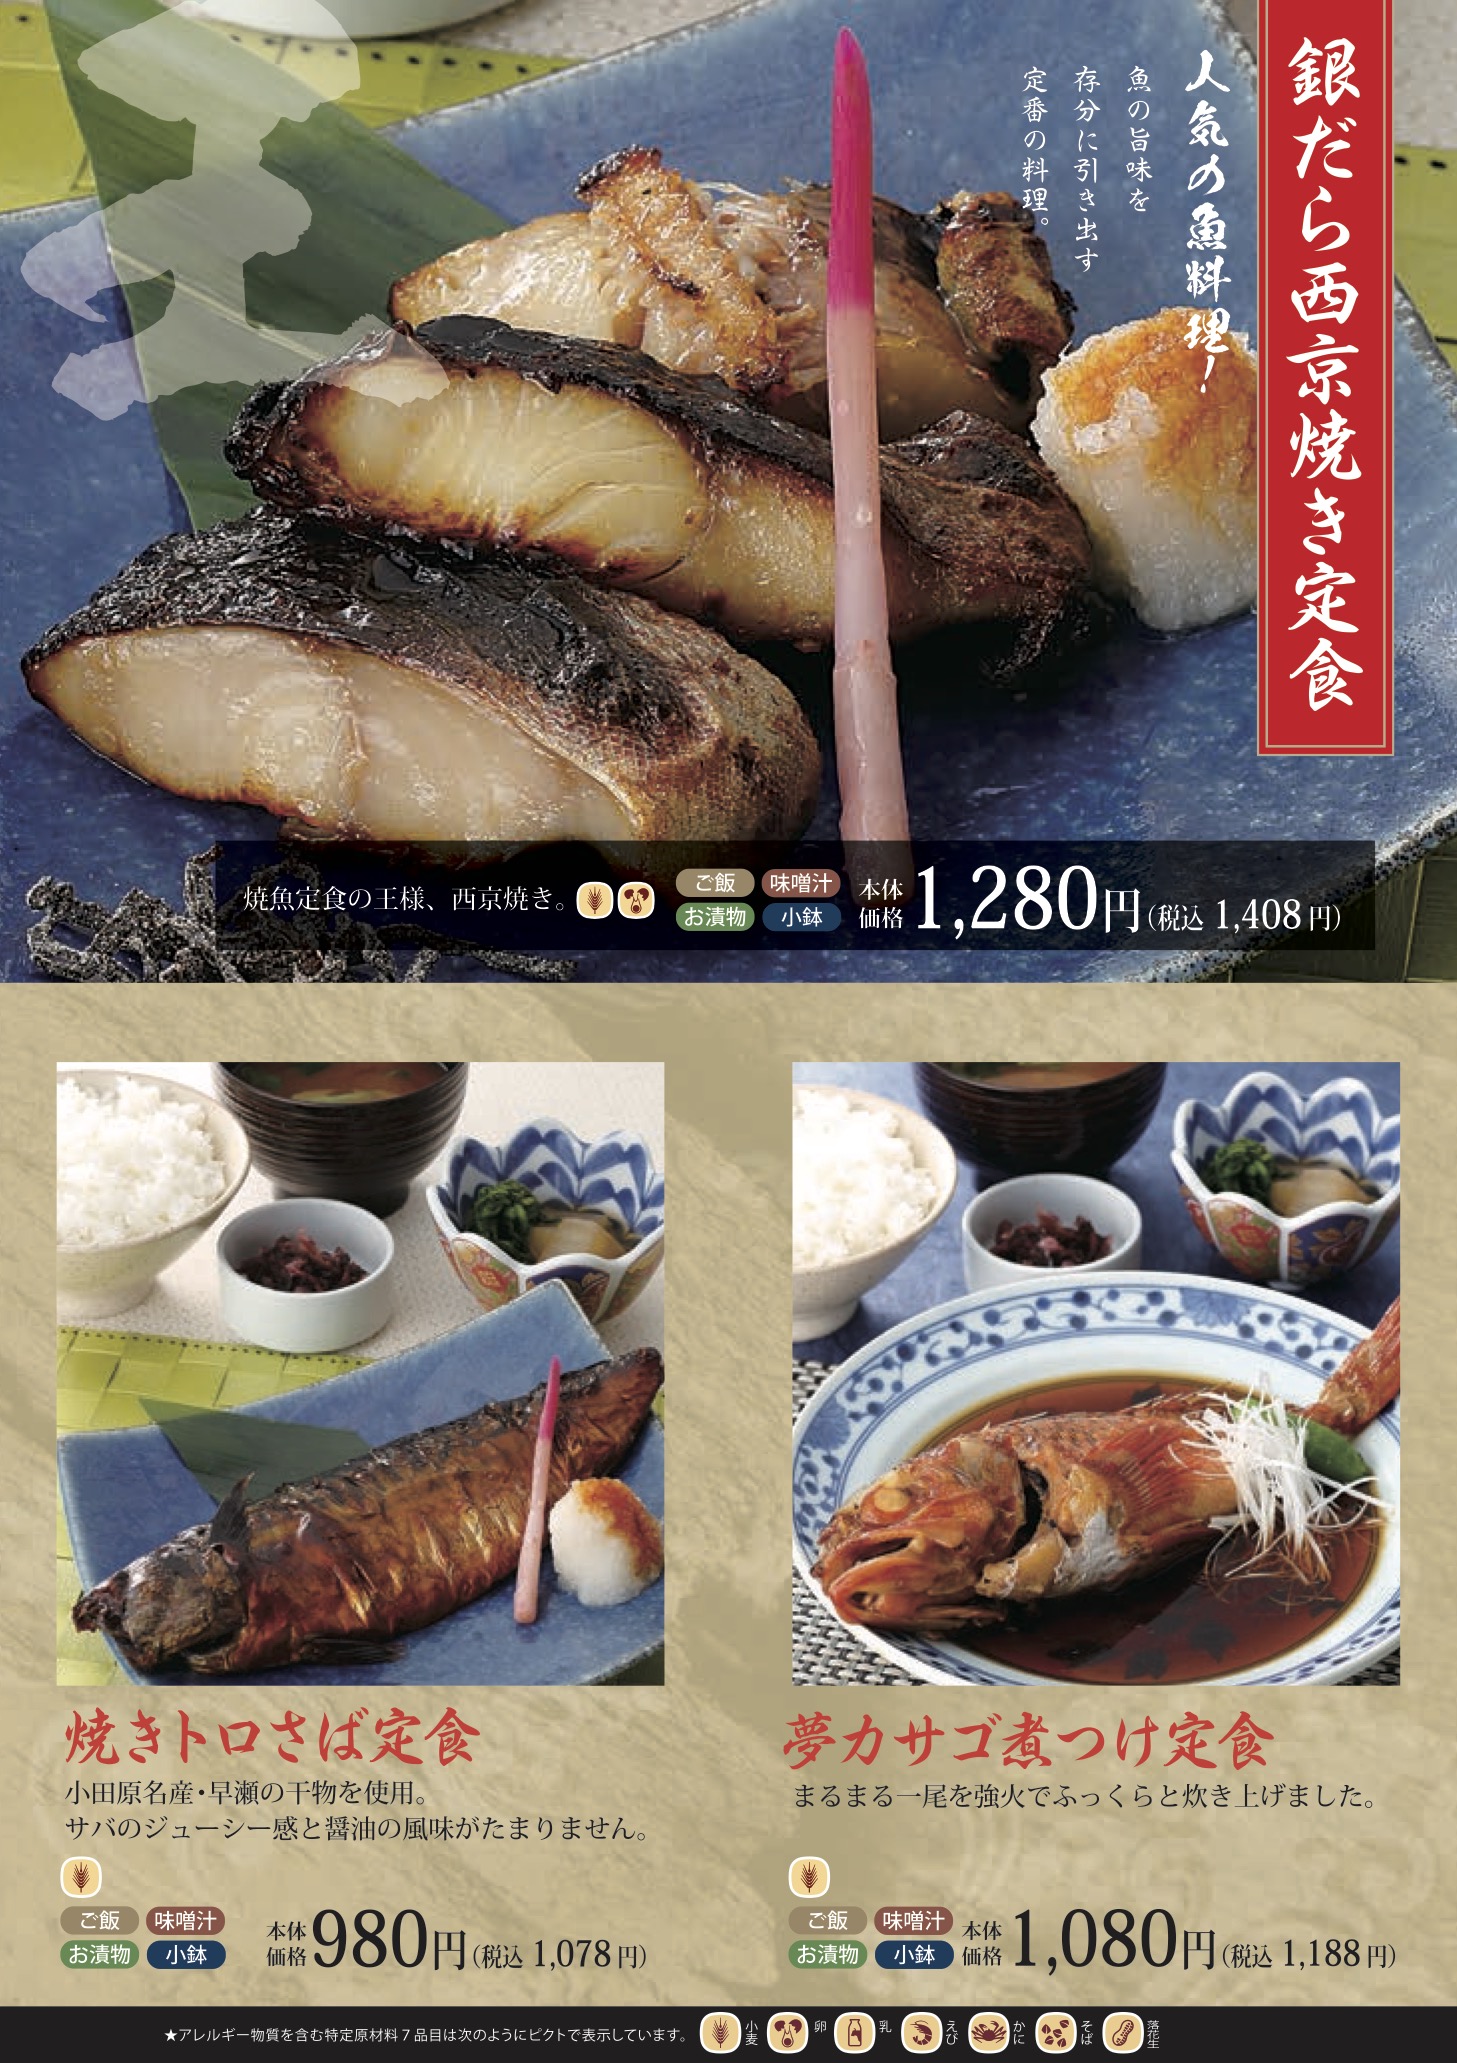 銀だら西京焼き定食
人気の魚料理！
魚の旨味を
存分に引き出す
定番の料理。
焼魚定食の王様、西京焼き。
ご飯 味噌汁
お漬物 小鉢
本体価格 1,280円(税込 1,408円)
焼きトロさば定食
小田原名産・早瀬の干物を使用。
サバのジューシー感と醤油の風味がたまりません。
ご飯 味噌汁
お漬物 小鉢
本体価格 980円(税込 1,078円)
夢カサゴ煮つけ定食
まるまる一尾を強火でふっくらと炊き上げました。
ご飯 味噌汁
お漬物 小鉢
本体価格 1,080円(税込 1,188円)
★アレルギー物質を含む特定原材料7品目は次のようにピクトで表示しています。 小麦 卵 乳 えび かに そば 落花生